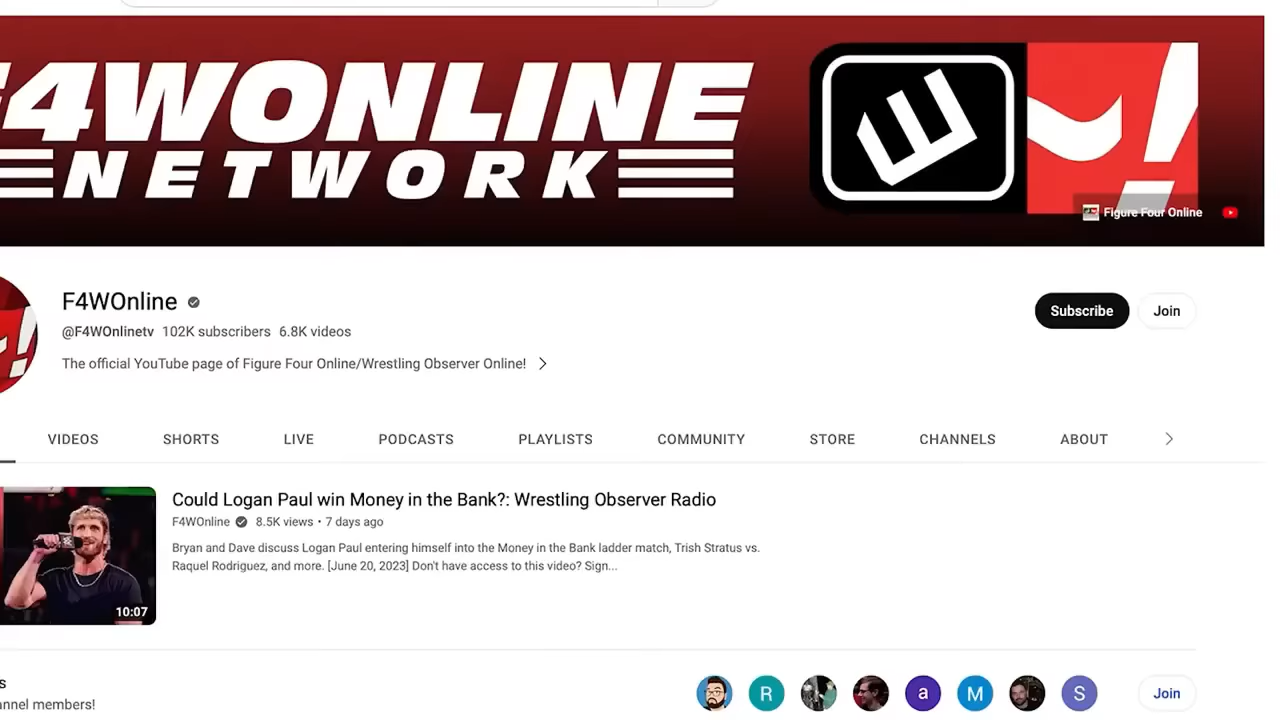 F4WONLINE
NETWORK
Figure Four Online
F4WOnline
@F4WOnlinetv 102K subscribers 6.8K videos
The official YouTube page of Figure Four Online/Wrestling Observer Online!
Subscribe
Join
VIDEOS SHORTS LIVE PODCASTS PLAYLISTS COMMUNITY STORE CHANNELS ABOUT
Could Logan Paul win Money in the Bank?: Wrestling Observer Radio
F4WOnline 8.5K views • 7 days ago
Bryan and Dave discuss Logan Paul entering himself into the Money in the Bank ladder match, Trish Stratus vs.
Raquel Rodriguez, and more. [June 20, 2023] Don't have access to this video? Sign...
10:07
R a M S
Join
members!